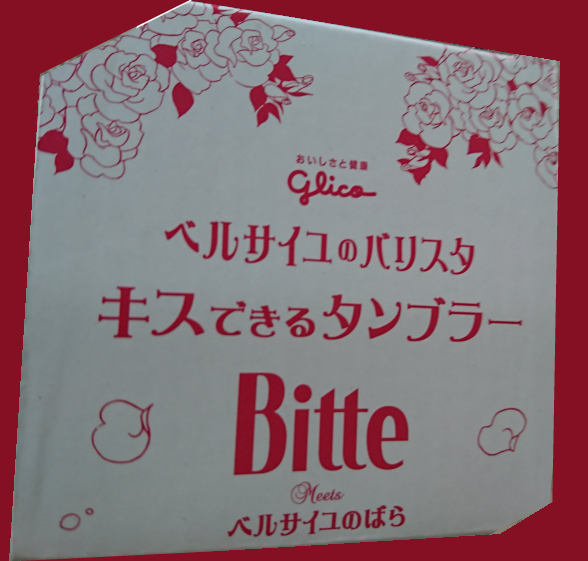 おいしさと健康
Glico
ベルサイユのバリスタ
キスできるタンブラー
Bitte
Meets
ベルサイユのばら